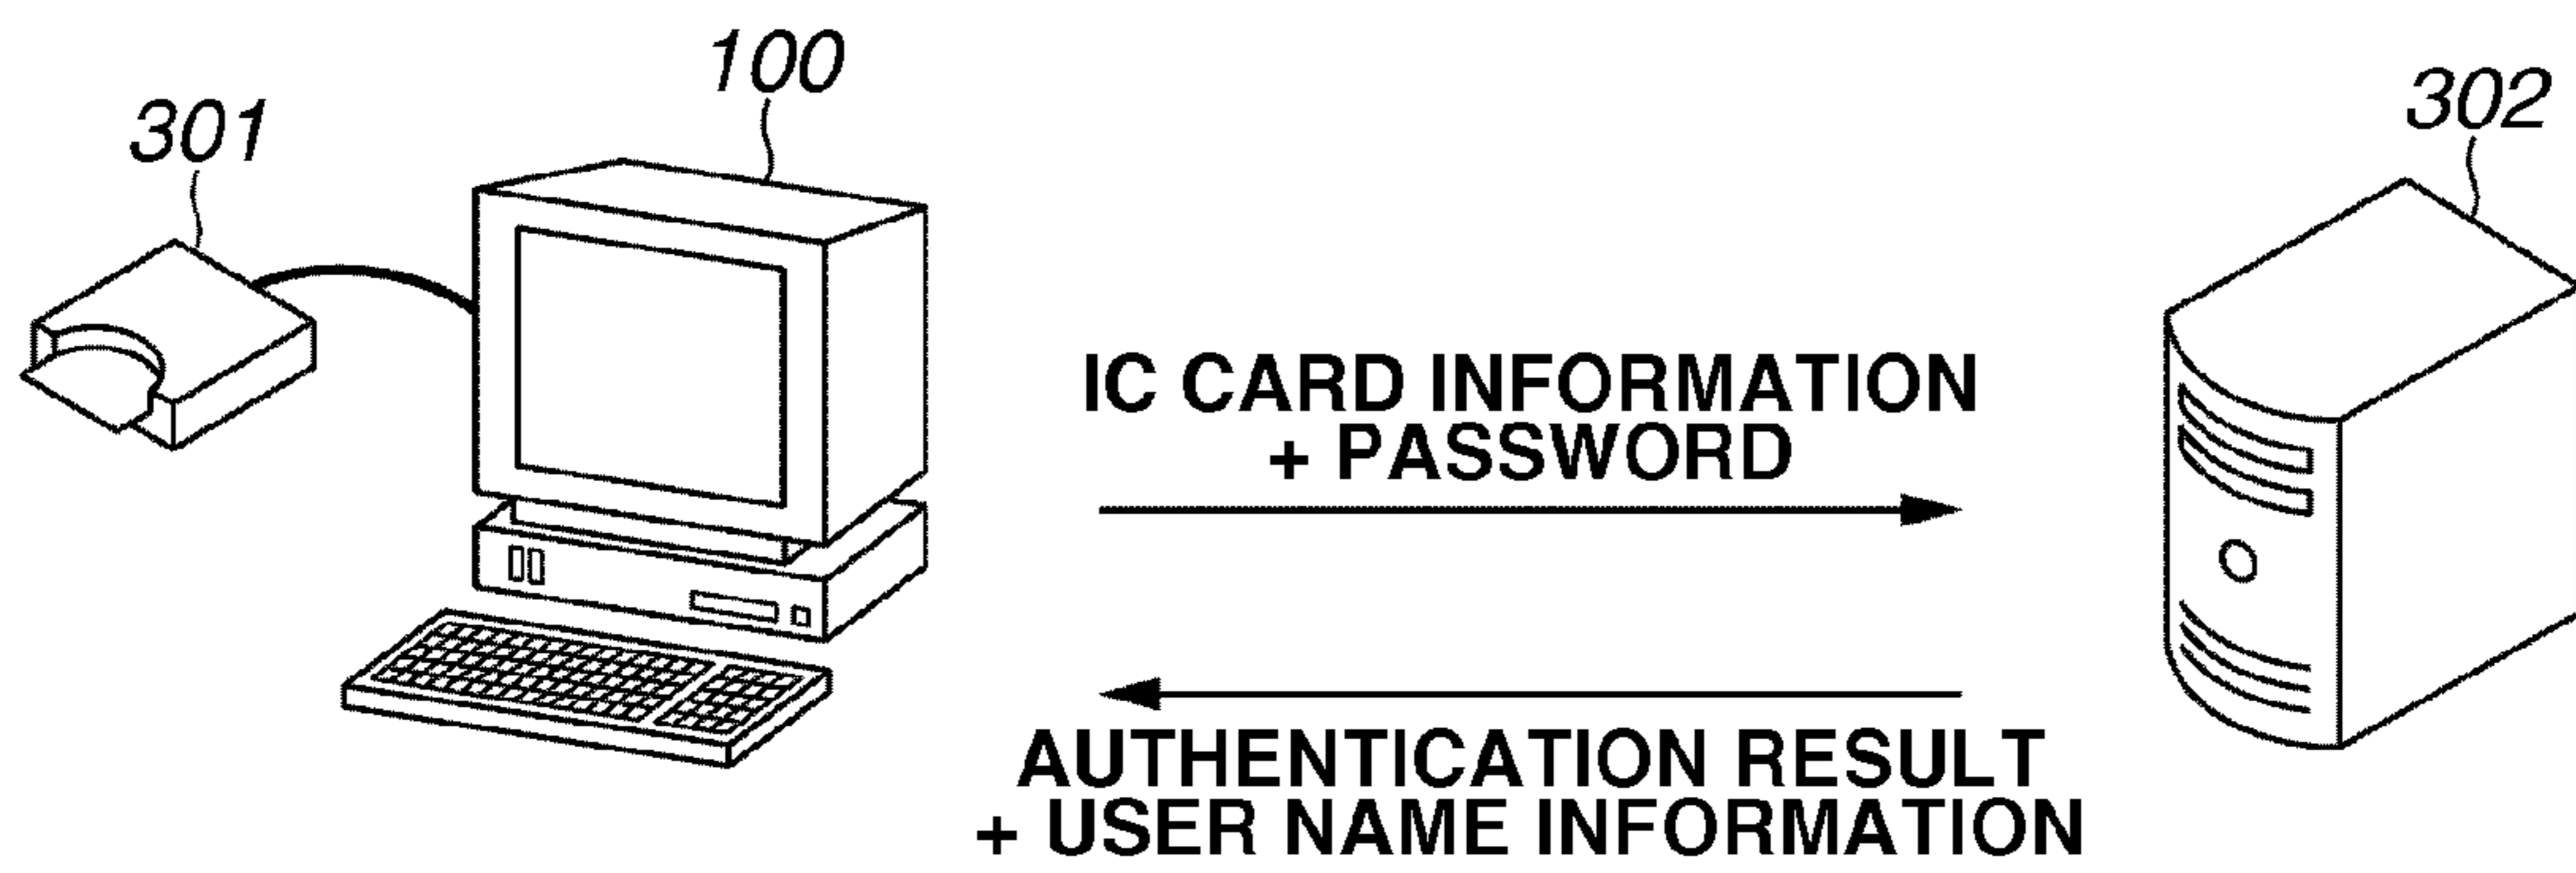 100
301
302
IC CARD INFORMATION
+ PASSWORD
AUTHENTICATION RESULT
+ USER NAME INFORMATION